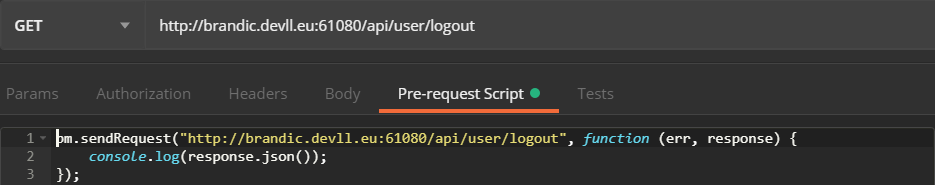 GET http://brandic.devll.eu:61080/api/user/logout
Params Authorization Headers Body Pre-request Script Tests
1 pm.sendRequest("http://brandic.devll.eu:61080/api/user/logout", function (err, response) {
2 console.log(response.json());
3 });